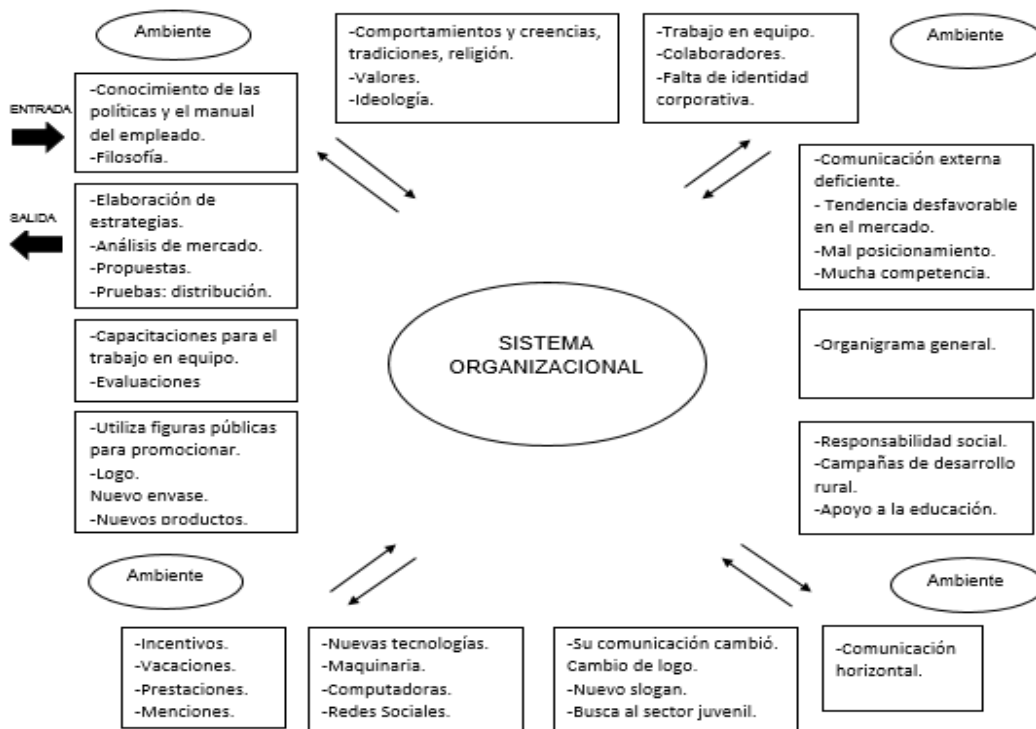 Ambiente
-Comportamientos y creencias,
tradiciones, religión.
-Valores.
-Ideología.
-Trabajo en equipo.
-Colaboradores.
-Falta de identidad
corporativa.
Ambiente
ENTRADA
-Conocimiento de las
políticas y el manual
del empleado.
-Filosofía.
SALIDA
-Elaboración de
estrategias.
-Análisis de mercado.
-Propuestas.
-Pruebas: distribución.
-Comunicación externa
deficiente.
- Tendencia desfavorable
en el mercado.
-Mal posicionamiento.
-Mucha competencia.
-Capacitaciones para el
trabajo en equipo.
-Evaluaciones
SISTEMA
ORGANIZACIONAL
-Organigrama general.
-Utiliza figuras públicas
para promocionar.
-Logo.
Nuevo envase.
-Nuevos productos.
-Responsabilidad social.
-Campañas de desarrollo
rural.
-Apoyo a la educación.
Ambiente
Ambiente
-Incentivos.
-Vacaciones.
-Prestaciones.
-Menciones.
-Nuevas tecnologías.
-Maquinaria.
-Computadoras.
-Redes Sociales.
-Su comunicación cambió.
Cambio de logo.
-Nuevo slogan.
-Busca al sector juvenil.
-Comunicación
horizontal.